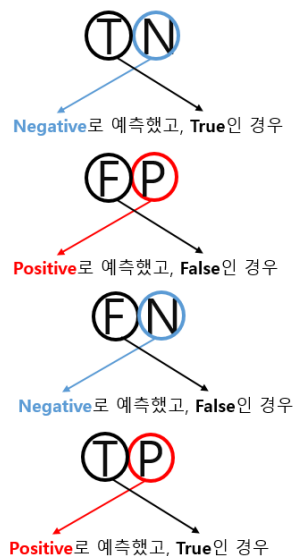 TN
Negative로 예측했고, True인 경우
FP
Positive로 예측했고, False인 경우
FN
Negative로 예측했고, False인 경우
TP
Positive로 예측했고, True인 경우